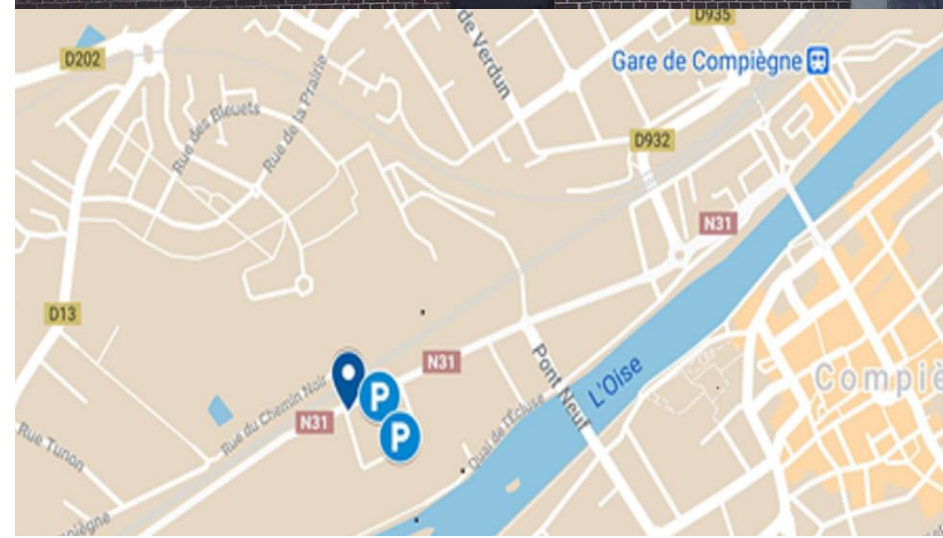 D935
de Verdun
D202
Gare de Compiègne
Rue des Bleuets
Rue de la Prairie
D932
N31
D13
N31
Pont Neuf
L'Oise
Compiè
P
Rue du Chemin Noir
N31
P
Quai de l'Écluse
Rue Tunon
piègne